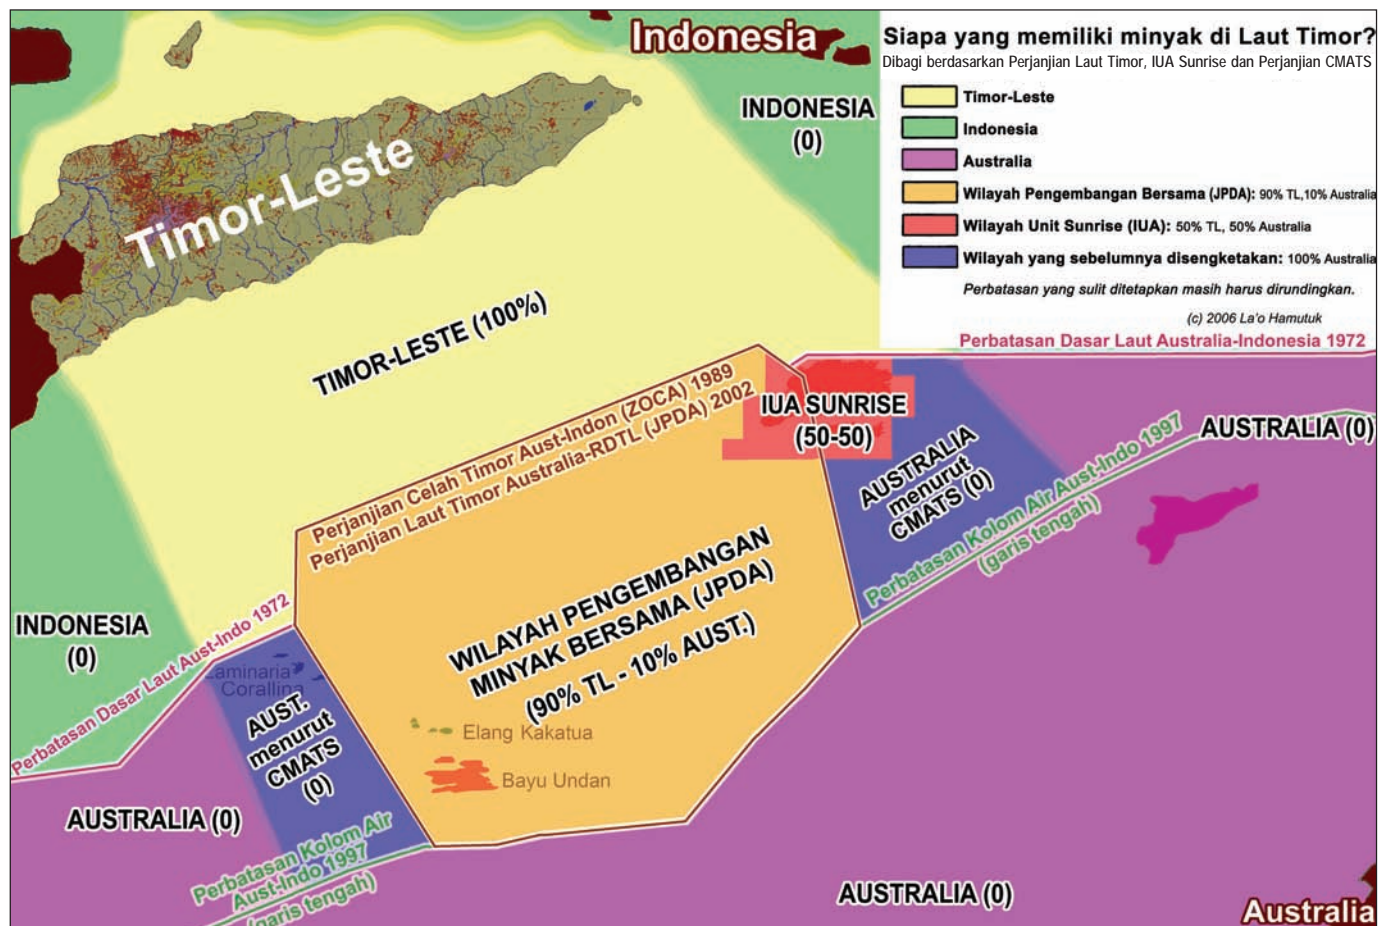 Indonesia
Siapa yang memiliki minyak di Laut Timor?
Dibagi berdasarkan Perjanjian Laut Timor, IUA Sunrise dan Perjanjian CMATS
Timor-Leste
Indonesia
Australia
Wilayah Pengembangan Bersama (JPDA): 90% TL,10% Australia
Wilayah Unit Sunrise (IUA): 50% TL, 50% Australia
Wilayah yang sebelumnya disengketakan: 100% Australia
Perbatasan yang sulit ditetapkan masih harus dirundingkan.
(c) 2006 La'o Hamutuk
INDONESIA
(0)
Timor-Leste
TIMOR-LESTE (100%)
Perbatasan Dasar Laut Australia-Indonesia 1972
Perjanjian Celah Timor Aust-Indon (ZOCA) 1989
Perjanjian Laut Timor Australia-RDTL (JPDA) 2002
IUA SUNRISE
(50-50)
AUSTRALIA
menurut
CMATS (0)
AUSTRALIA (0)
Perbatasan Kolom Air Aust-Indo 1997
(garis tengah)
WILAYAH PENGEMBANGAN
MINYAK BERSAMA (JPDA)
(90% TL - 10% AUST.)
INDONESIA
(0)
Perbatasan Dasar Laut Aust-Indo 1972
Laminaria
Corallina
AUST.
menurut
CMATS
(0)
Elang Kakatua
Bayu Undan
AUSTRALIA (0)
Perbatasan Kolom Air
Aust-Indo 1997
(garis tengah)
AUSTRALIA (0)
Australia